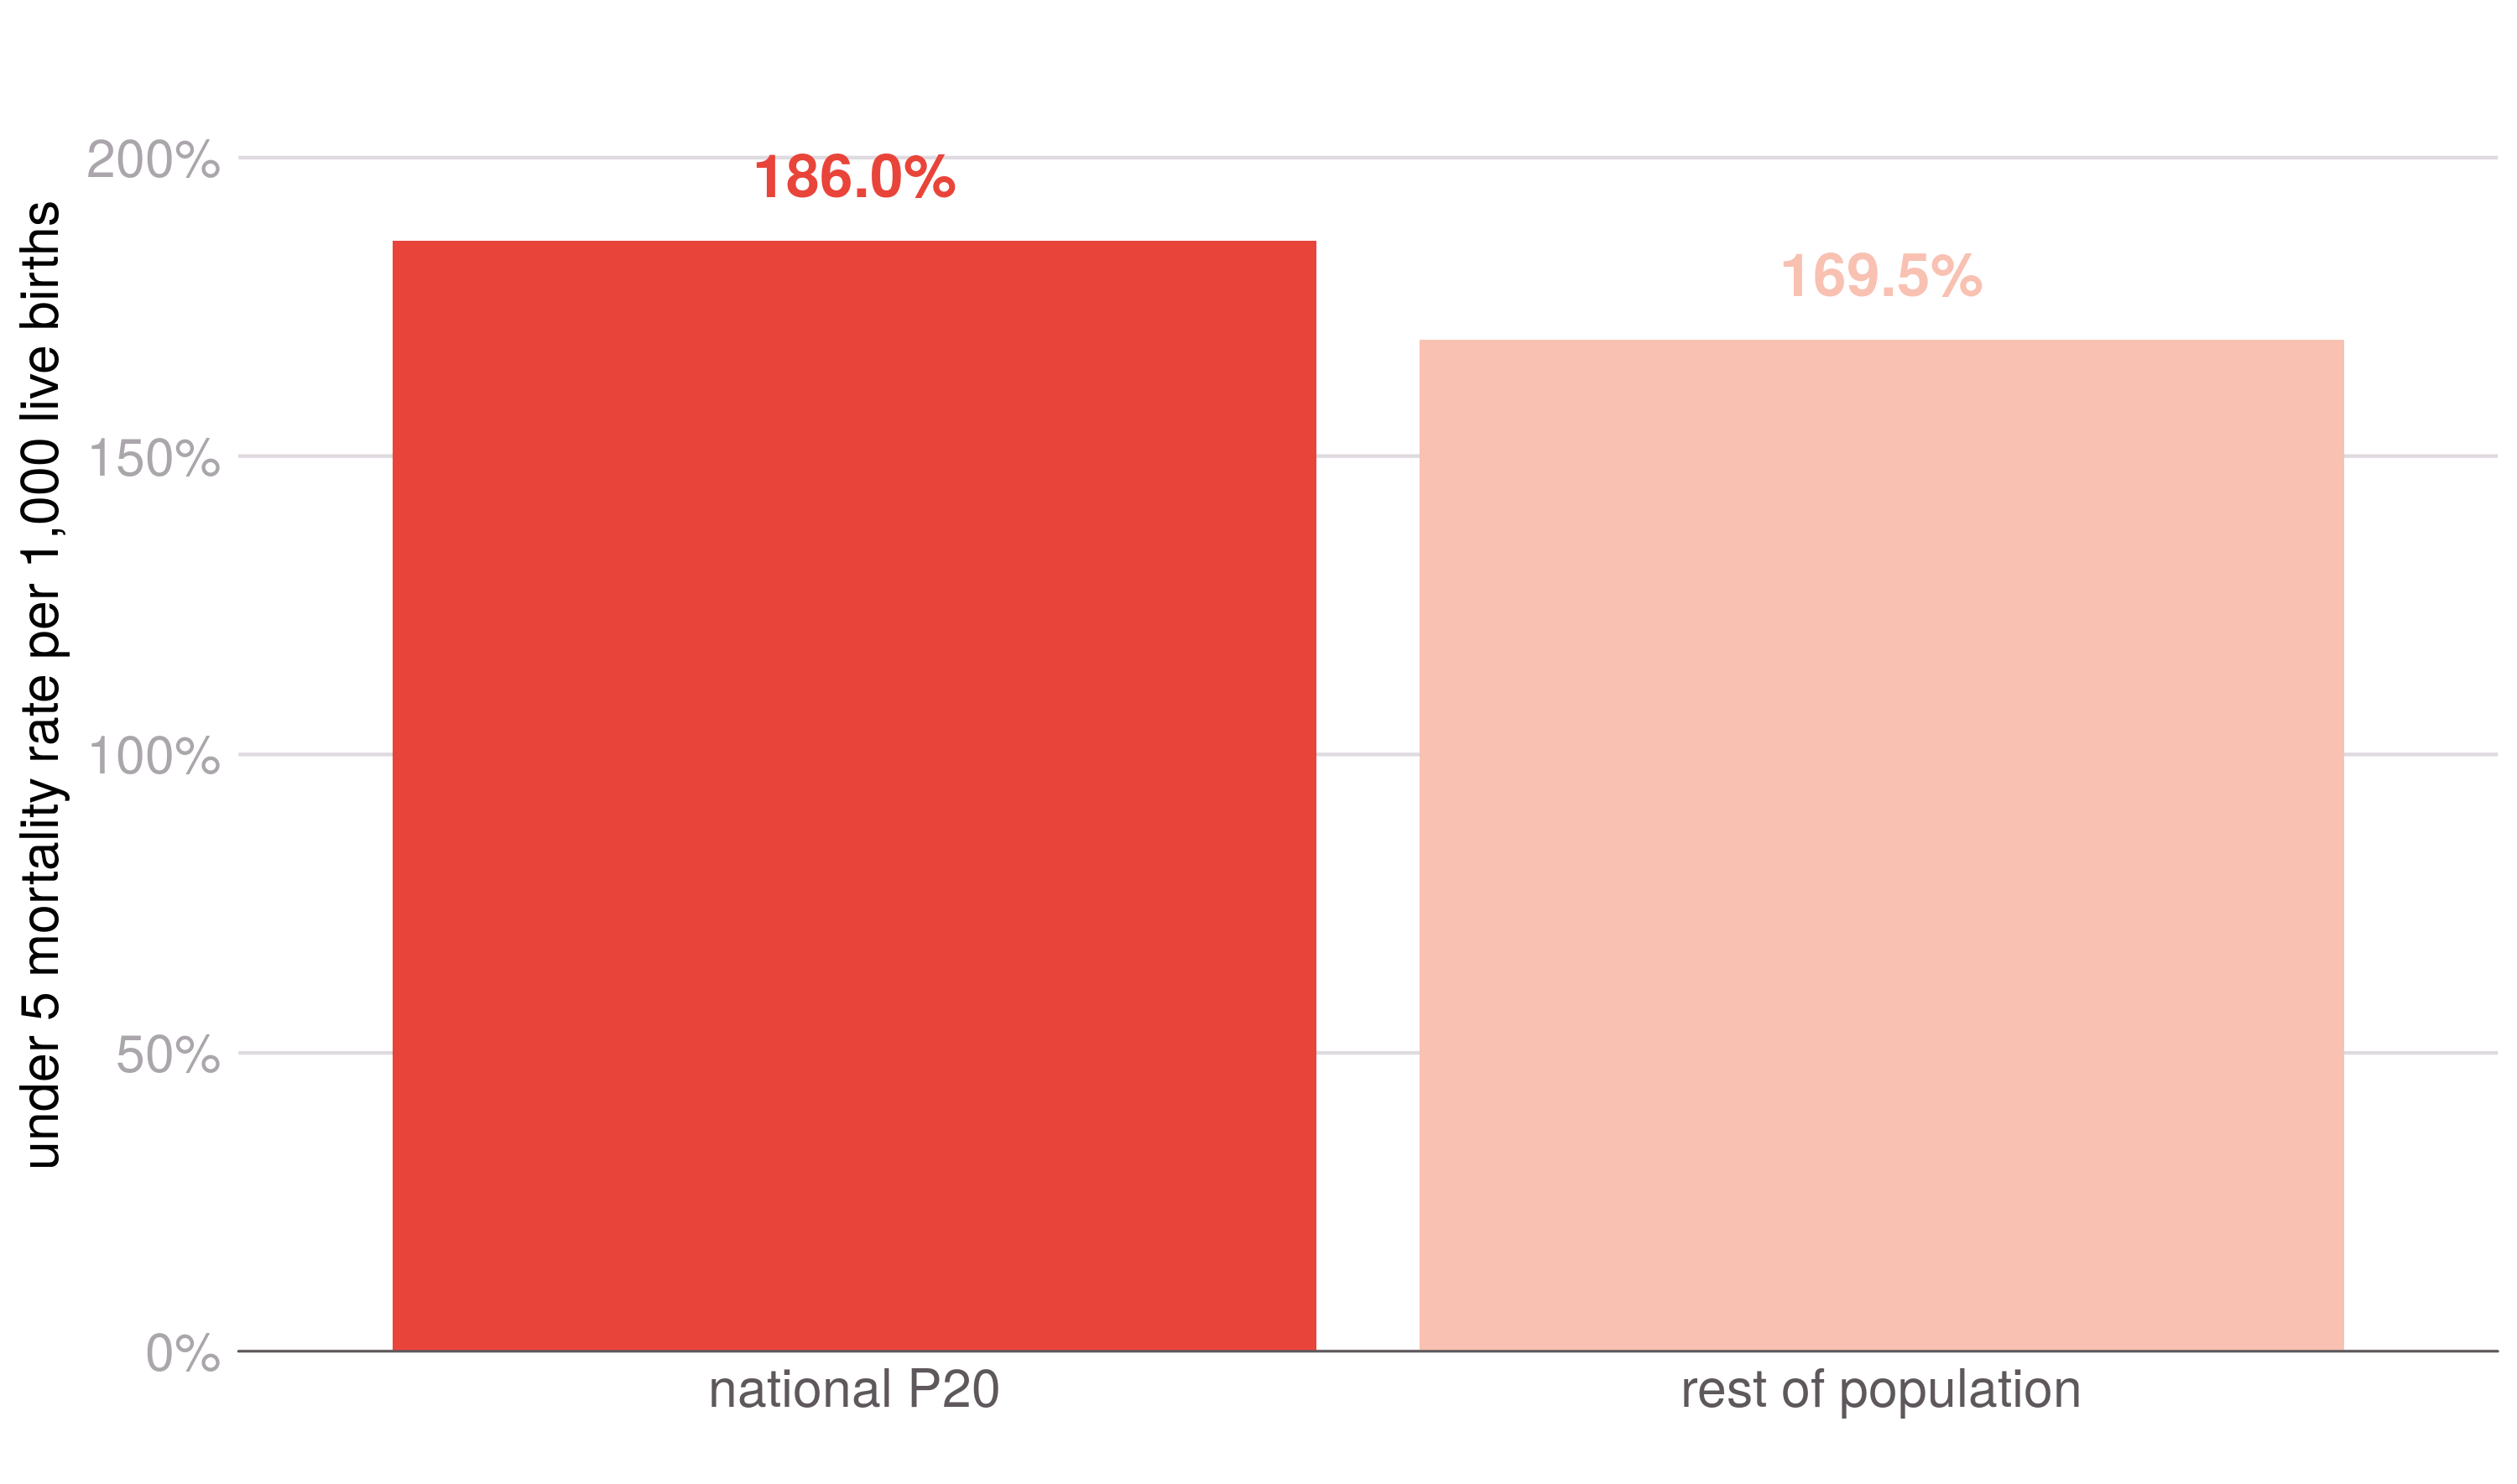 under 5 mortality rate per 1,000 live births
200%
150%
100%
50%
0%
186.0%
169.5%
national P20
rest of population